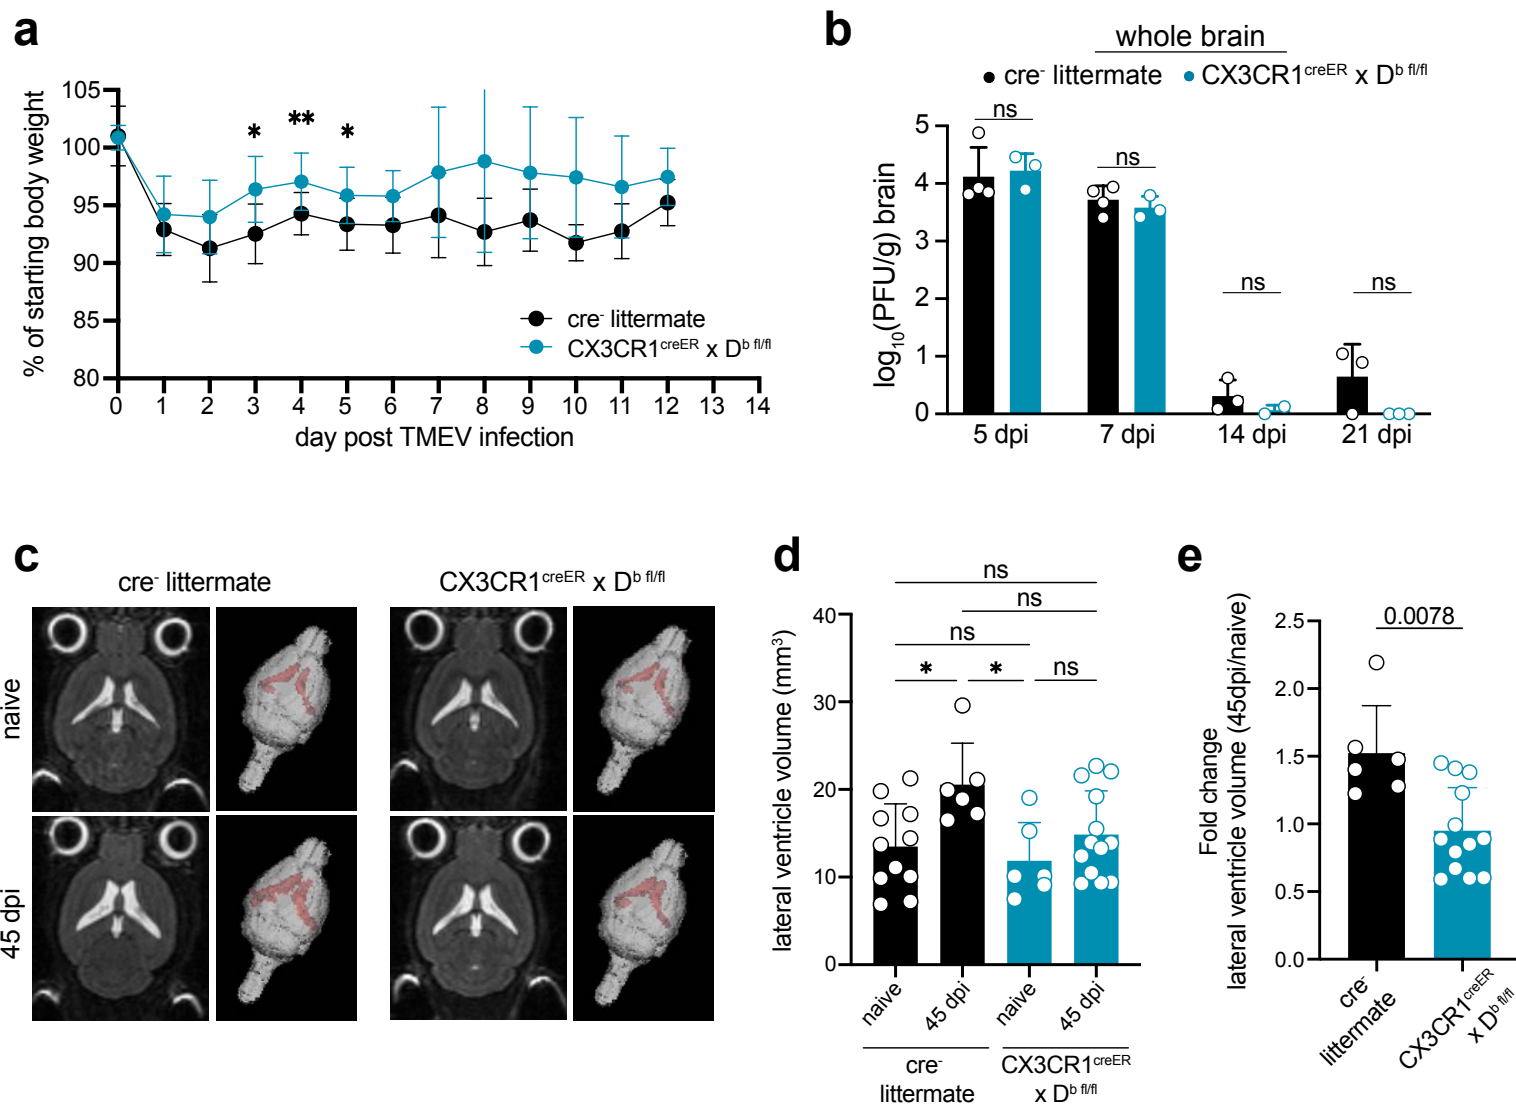 a
% of starting body weight
105
100
95
90
85
80
*
**
*
cre- littermate
CX3CR1creER x Db fl/fl
0 1 2 3 4 5 6 7 8 9 10 11 12 13 14
day post TMEV infection
b
whole brain
cre- littermate CX3CR1creER x Db fl/fl
log10(PFU/g) brain
5
4
3
2
1
0
ns
ns
ns
ns
5 dpi 7 dpi 14 dpi 21 dpi
c
cre- littermate CX3CR1creER x Db fl/fl
naive
45 dpi
d
lateral ventricle volume (mm3)
40
30
20
10
0
ns
ns
ns
* * ns
naive 45 dpi naive 45 dpi
cre-
littermate
CX3CR1creER
x Db fl/fl
e
Fold change
lateral ventricle volume (45dpi/naive)
2.5
2.0
1.5
1.0
0.5
0.0
0.0078
cre-
littermate
CX3CR1creER
x Db fl/fl